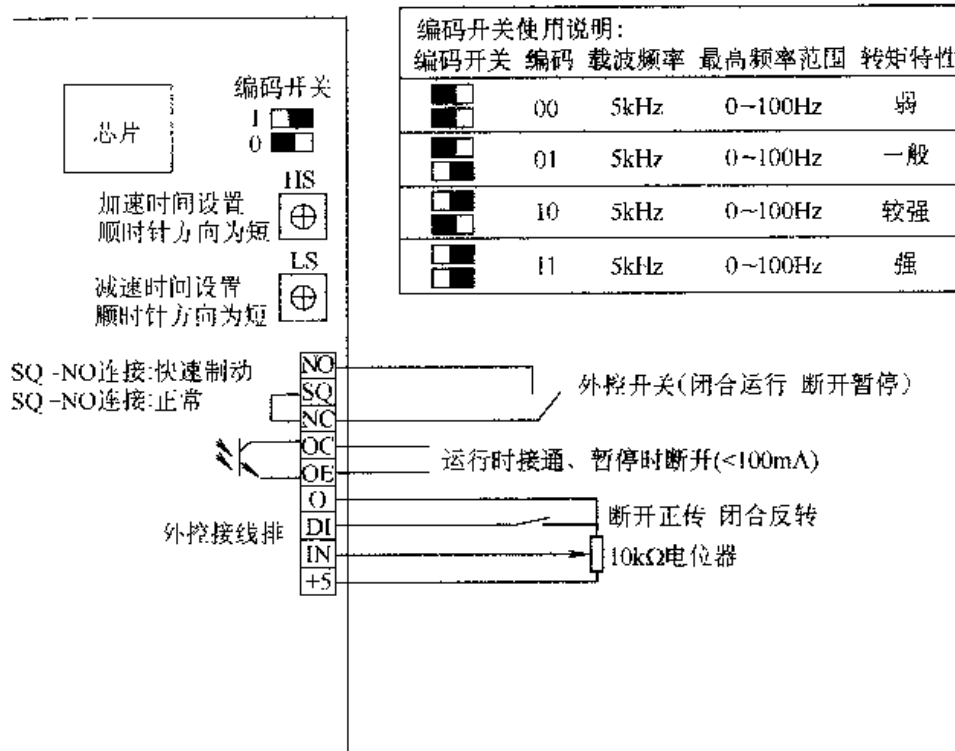 编码开关使用说明:
编码开关 编码 载波频率 最高频率范围 转矩特性
00 5kHz 0~100Hz 弱
01 5kHz 0~100Hz 一般
10 5kHz 0~100Hz 较强
11 5kHz 0~100Hz 强
芯片
编码开关
1
0
HS
加速时间设置
顺时针方向为短
LS
减速时间设置
顺时针方向为短
SQ-NO连接:快速制动
SQ-NO连接:正常
NO
SQ
NC
OC
OE
O
DI
IN
+5
外控开关(闭合运行 断开暂停)
运行时接通、暂停时断开(<100mA)
外控接线排
断开正传 闭合反转
10kΩ电位器